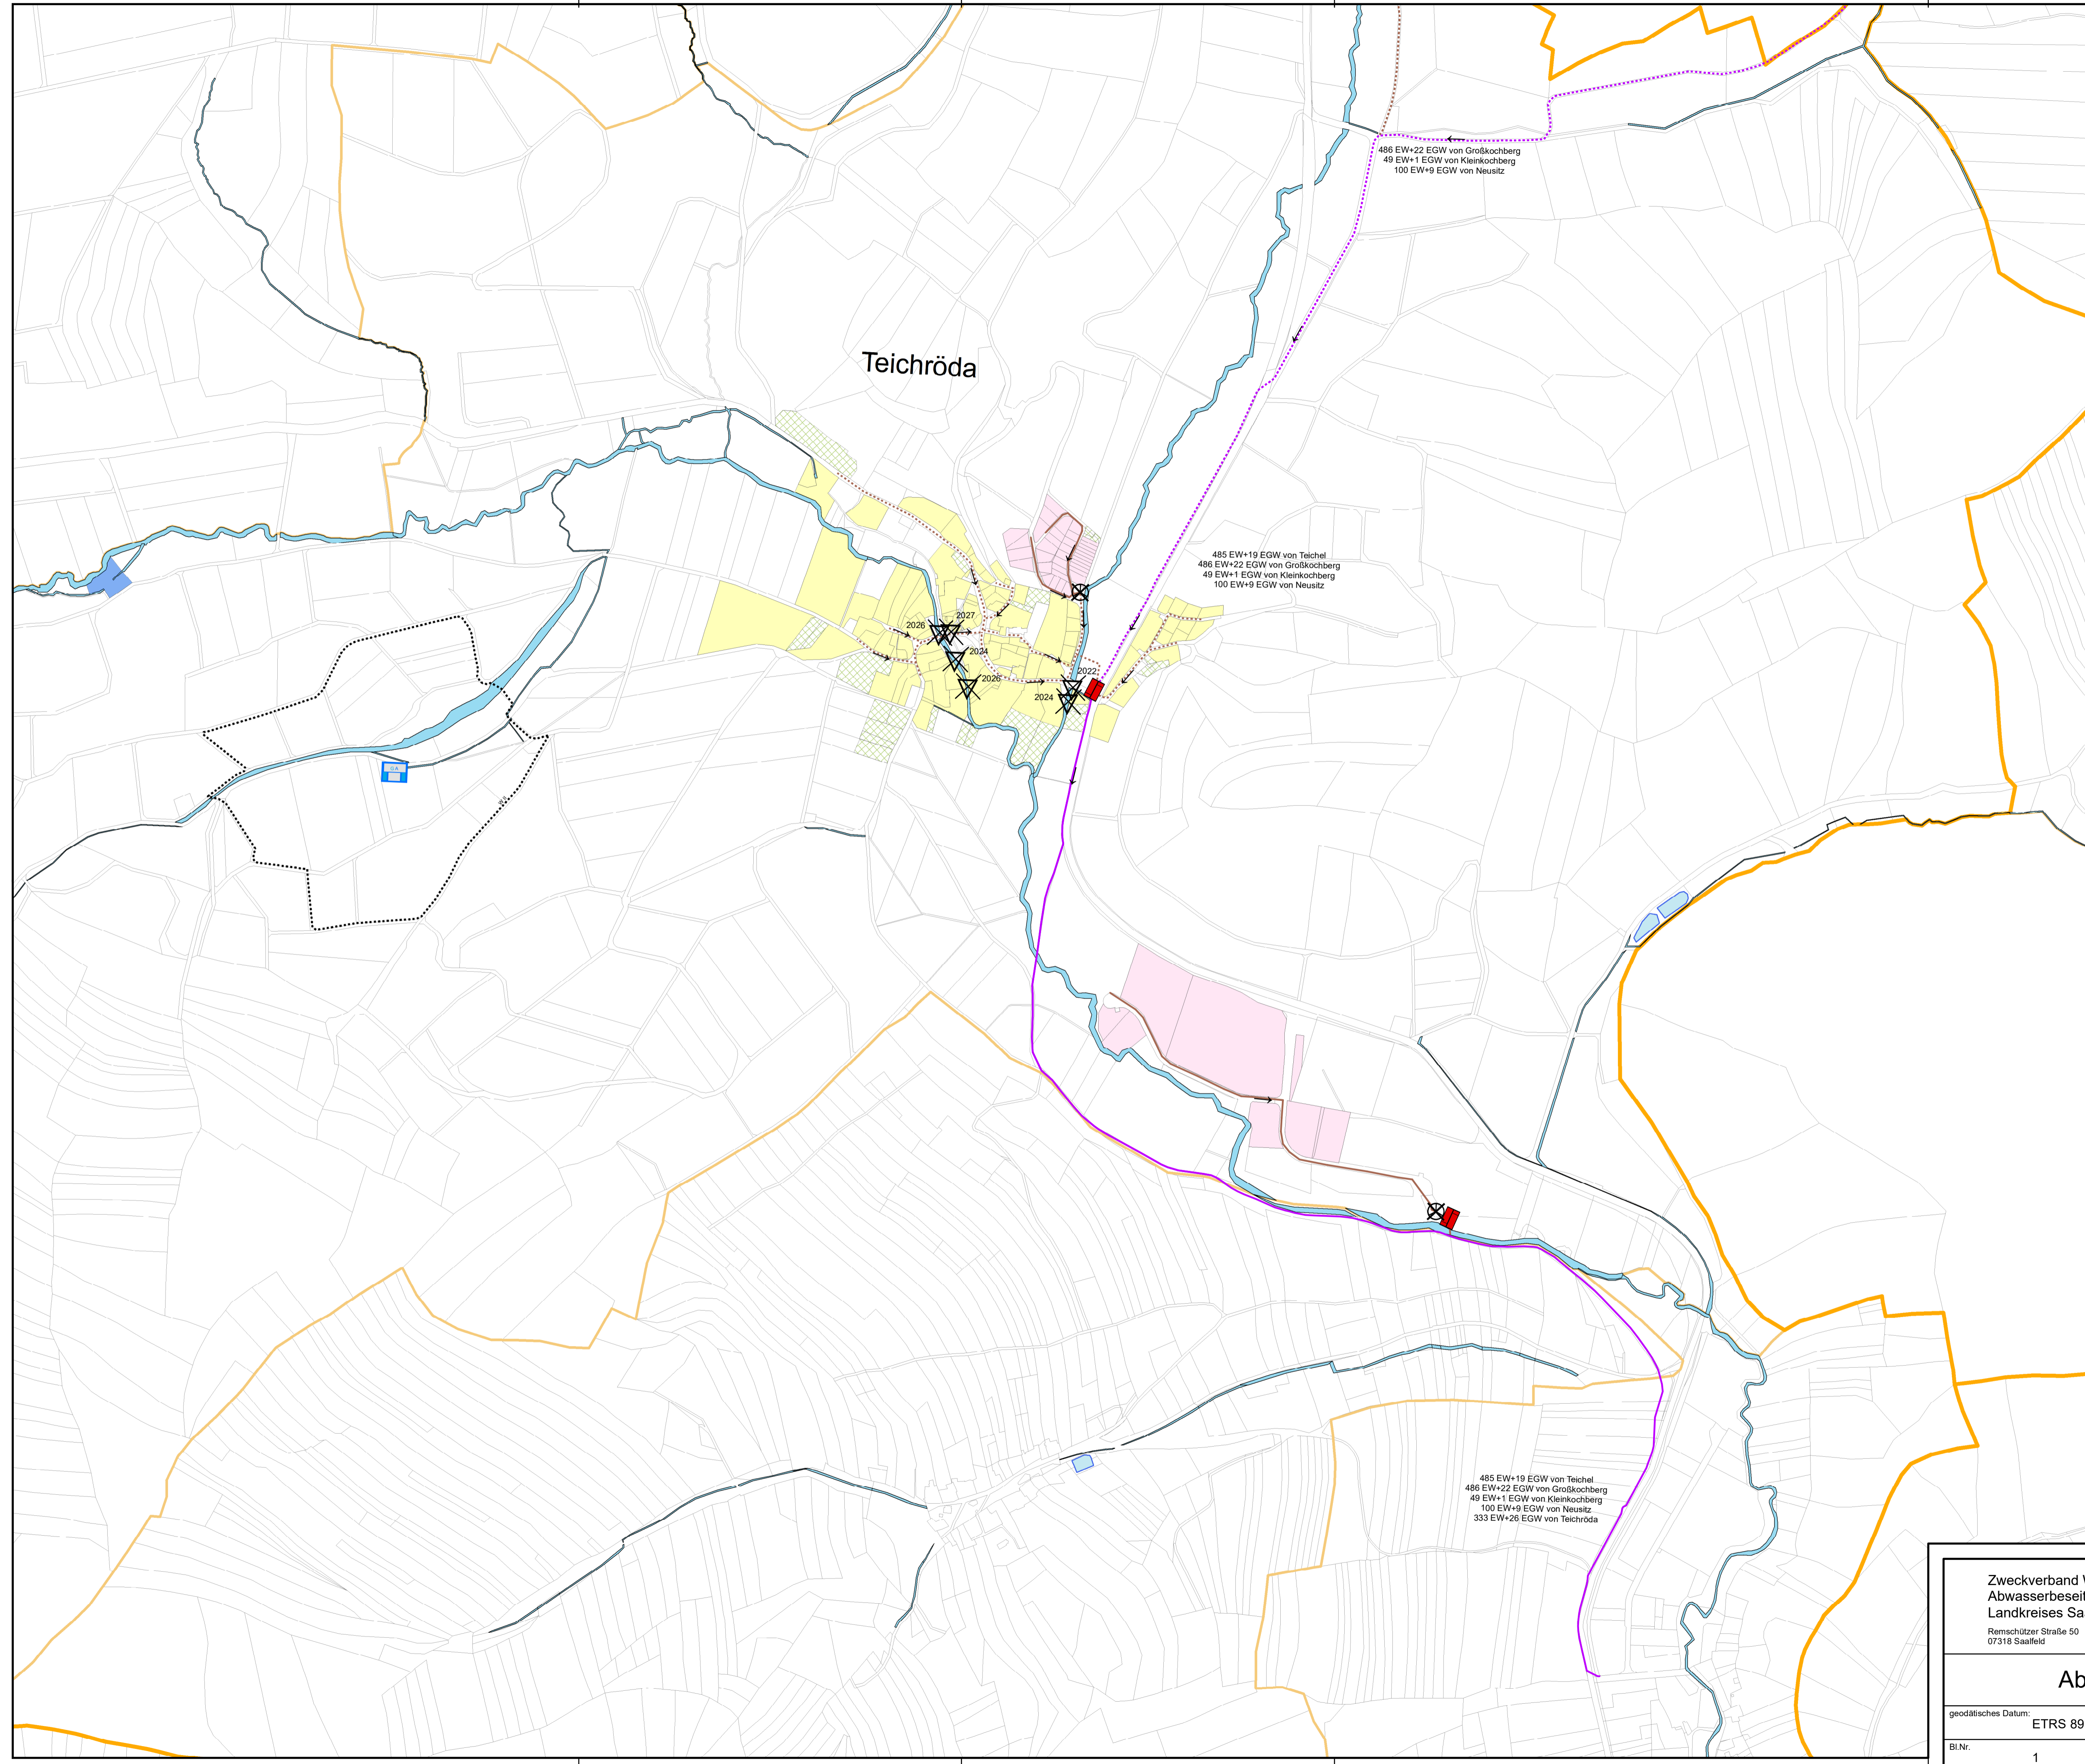 486 EW+22 EGW von Großkochberg
49 EW+1 EGW von Kleinkochberg
100 EW+9 EGW von Neusitz
Teichröda
485 EW+19 EGW von Teichel
486 EW+22 EGW von Großkochberg
49 EW+1 EGW von Kleinkochberg
100 EW+9 EGW von Neusitz
2027
2026
2024
2022
2026
2024
485 EW+19 EGW von Teichel
486 EW+22 EGW von Großkochberg
49 EW+1 EGW von Kleinkochberg
100 EW+9 EGW von Neusitz
333 EW+26 EGW von Teichröda
Zweckverband
Abwasserbeseit
Landkreises Sa
Remschützer Straße 50
07318 Saalfeld
Ab
geodätisches Datum:
ETRS 89
Bl.Nr.
1